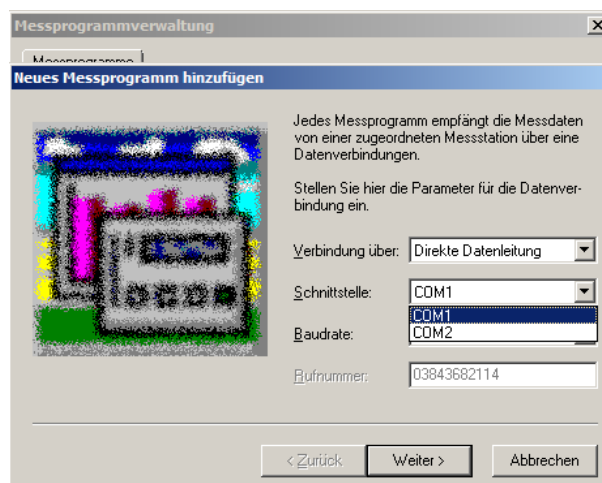 Messprogrammverwaltung
Messprogramme
Neues Messprogramm hinzufügen
Jedes Messprogramm empfängt die Messdaten
von einer zugeordneten Messstation über eine
Datenverbindungen.
Stellen Sie hier die Parameter für die Datenver-
bindung ein.
Verbindung über: Direkte Datenleitung
Schnittstelle: COM1
COM1
Baudrate: COM2
Rufnummer: 03843682114
< Zurück Weiter > Abbrechen